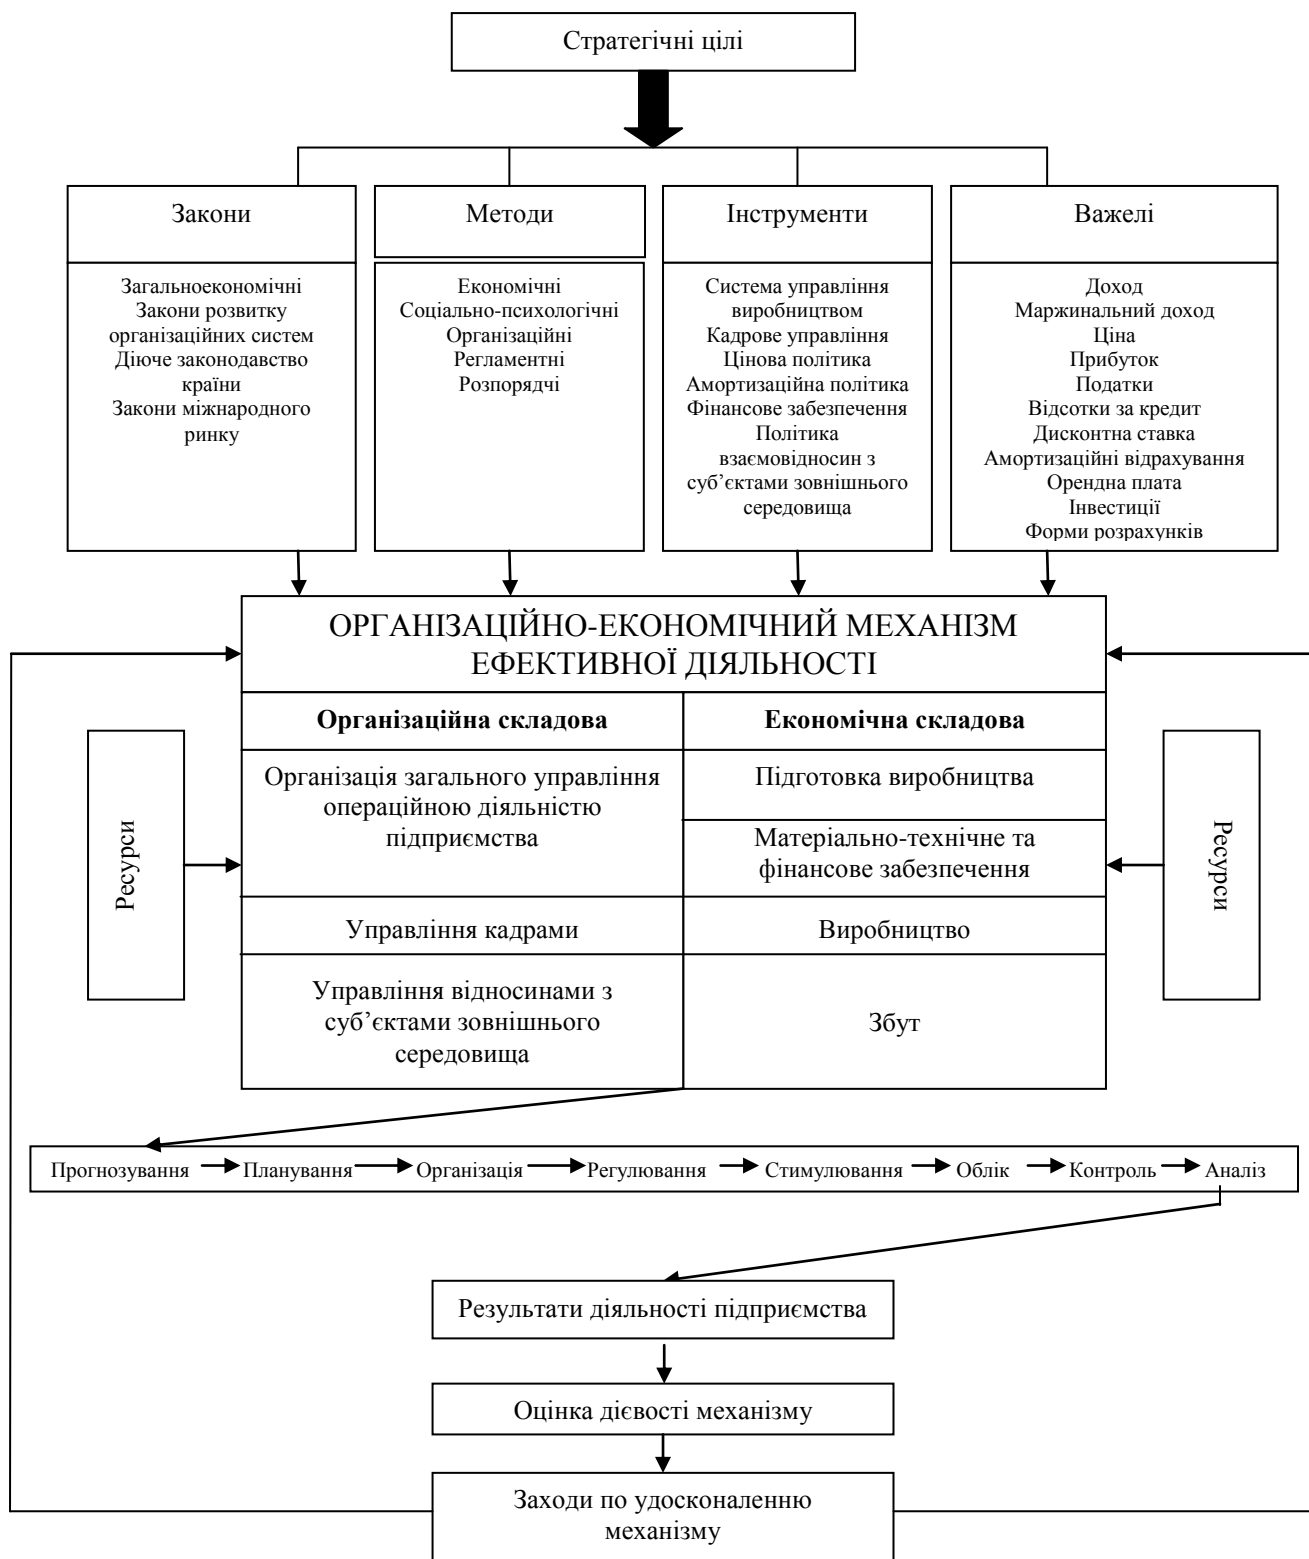 Стратегічні цілі
Закони
Загальноекономічні
Закони розвитку
організаційних систем
Діюче законодавство
країни
Закони міжнародного
ринку
Методи
Економічні
Соціально-психологічні
Організаційні
Регламентні
Розпорядчі
Інструменти
Система управління
виробництвом
Кадрове управління
Цінова політика
Амортизаційна політика
Фінансове забезпечення
Політика
взаємовідносин з
суб’єктами зовнішнього
середовища
Важелі
Доход
Маржинальний доход
Ціна
Прибуток
Податки
Відсотки за кредит
Дисконтна ставка
Амортизаційні відрахування
Орендна плата
Інвестиції
Форми розрахунків
ОРГАНІЗАЦІЙНО-ЕКОНОМІЧНИЙ МЕХАНІЗМ
ЕФЕКТИВНОЇ ДІЯЛЬНОСТІ
Ресурси
Організаційна складова
Організація загального управління
операційною діяльністю
підприємства
Управління кадрами
Управління відносинами з
суб’єктами зовнішнього
середовища
Економічна складова
Підготовка виробництва
Матеріально-технічне та
фінансове забезпечення
Виробництво
Збут
Ресурси
Прогнозування Планування Організація Регулювання Стимулювання Облік Контроль Аналіз
Результати діяльності підприємства
Оцінка дієвості механізму
Заходи по удосконаленню
механізму